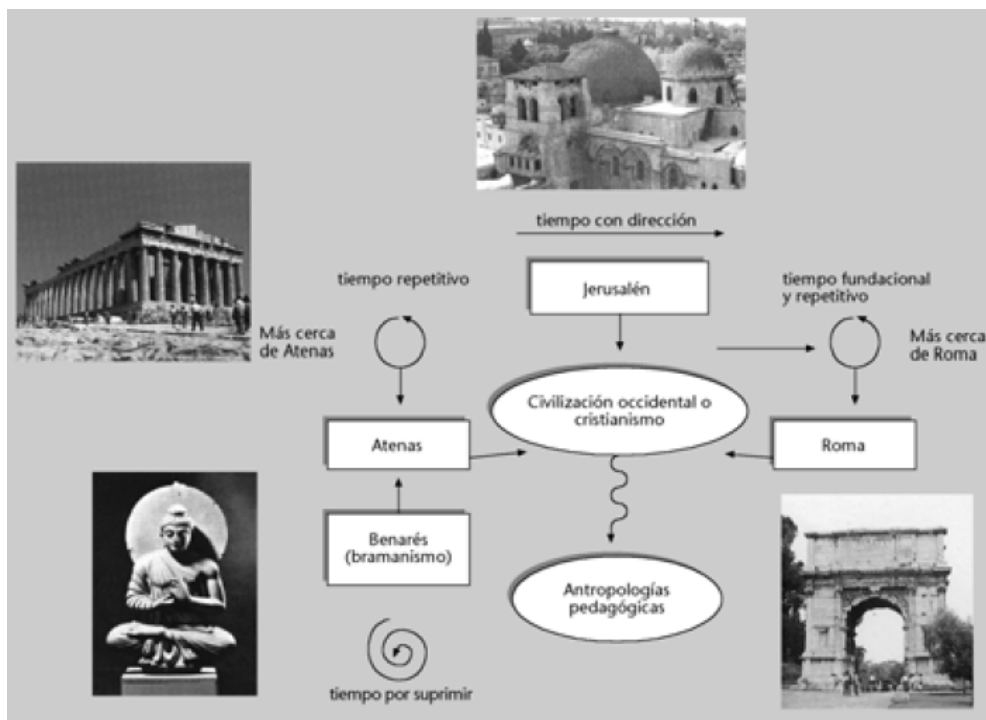 tiempo con dirección
Jerusalén
tiempo repetitivo
Más cerca
de Atenas
tiempo fundacional
y repetitivo
Más cerca
de Roma
Civilización occidental o
cristianismo
Atenas
Roma
Benarés
(bramanismo)
Antropologías
pedagógicas
tiempo por suprimir